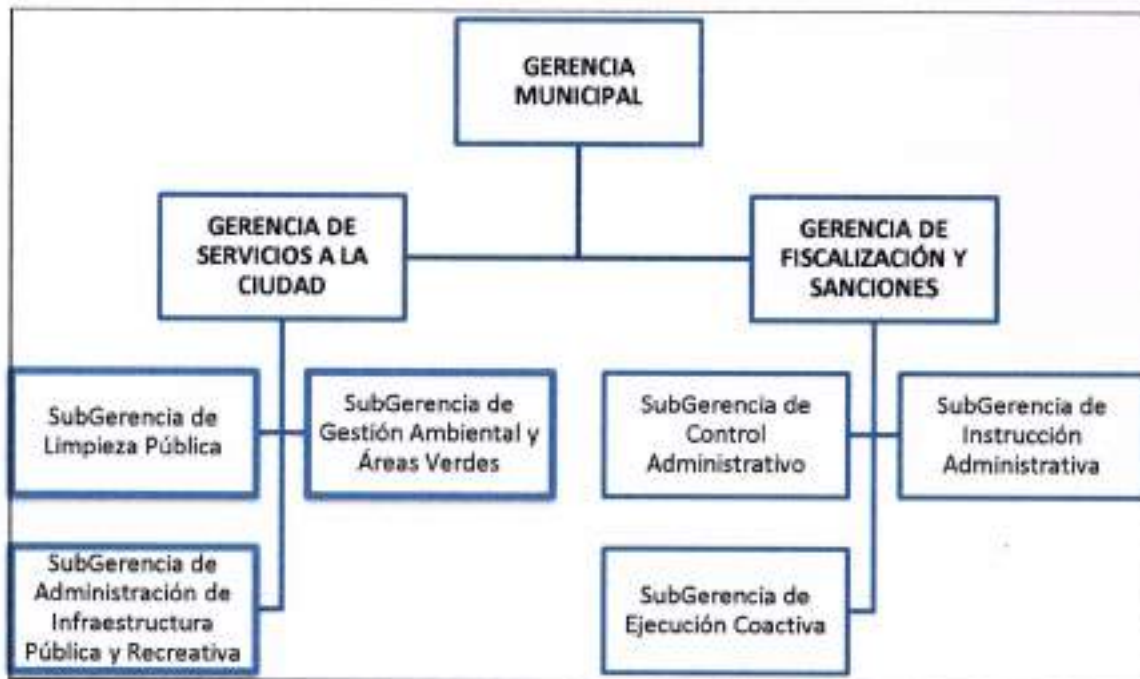 GERENCIA
MUNICIPAL
GERENCIA DE
SERVICIOS A LA
CIUDAD
GERENCIA DE
FISCALIZACIÓN Y
SANCIONES
SubGerencia de
Limpieza Pública
SubGerencia de
Gestión Ambiental y
Áreas Verdes
SubGerencia de
Control
Administrativo
SubGerencia de
Instrucción
Administrativa
SubGerencia de
Administración de
Infraestructura
Pública y Recreativa
SubGerencia de
Ejecución Coactiva